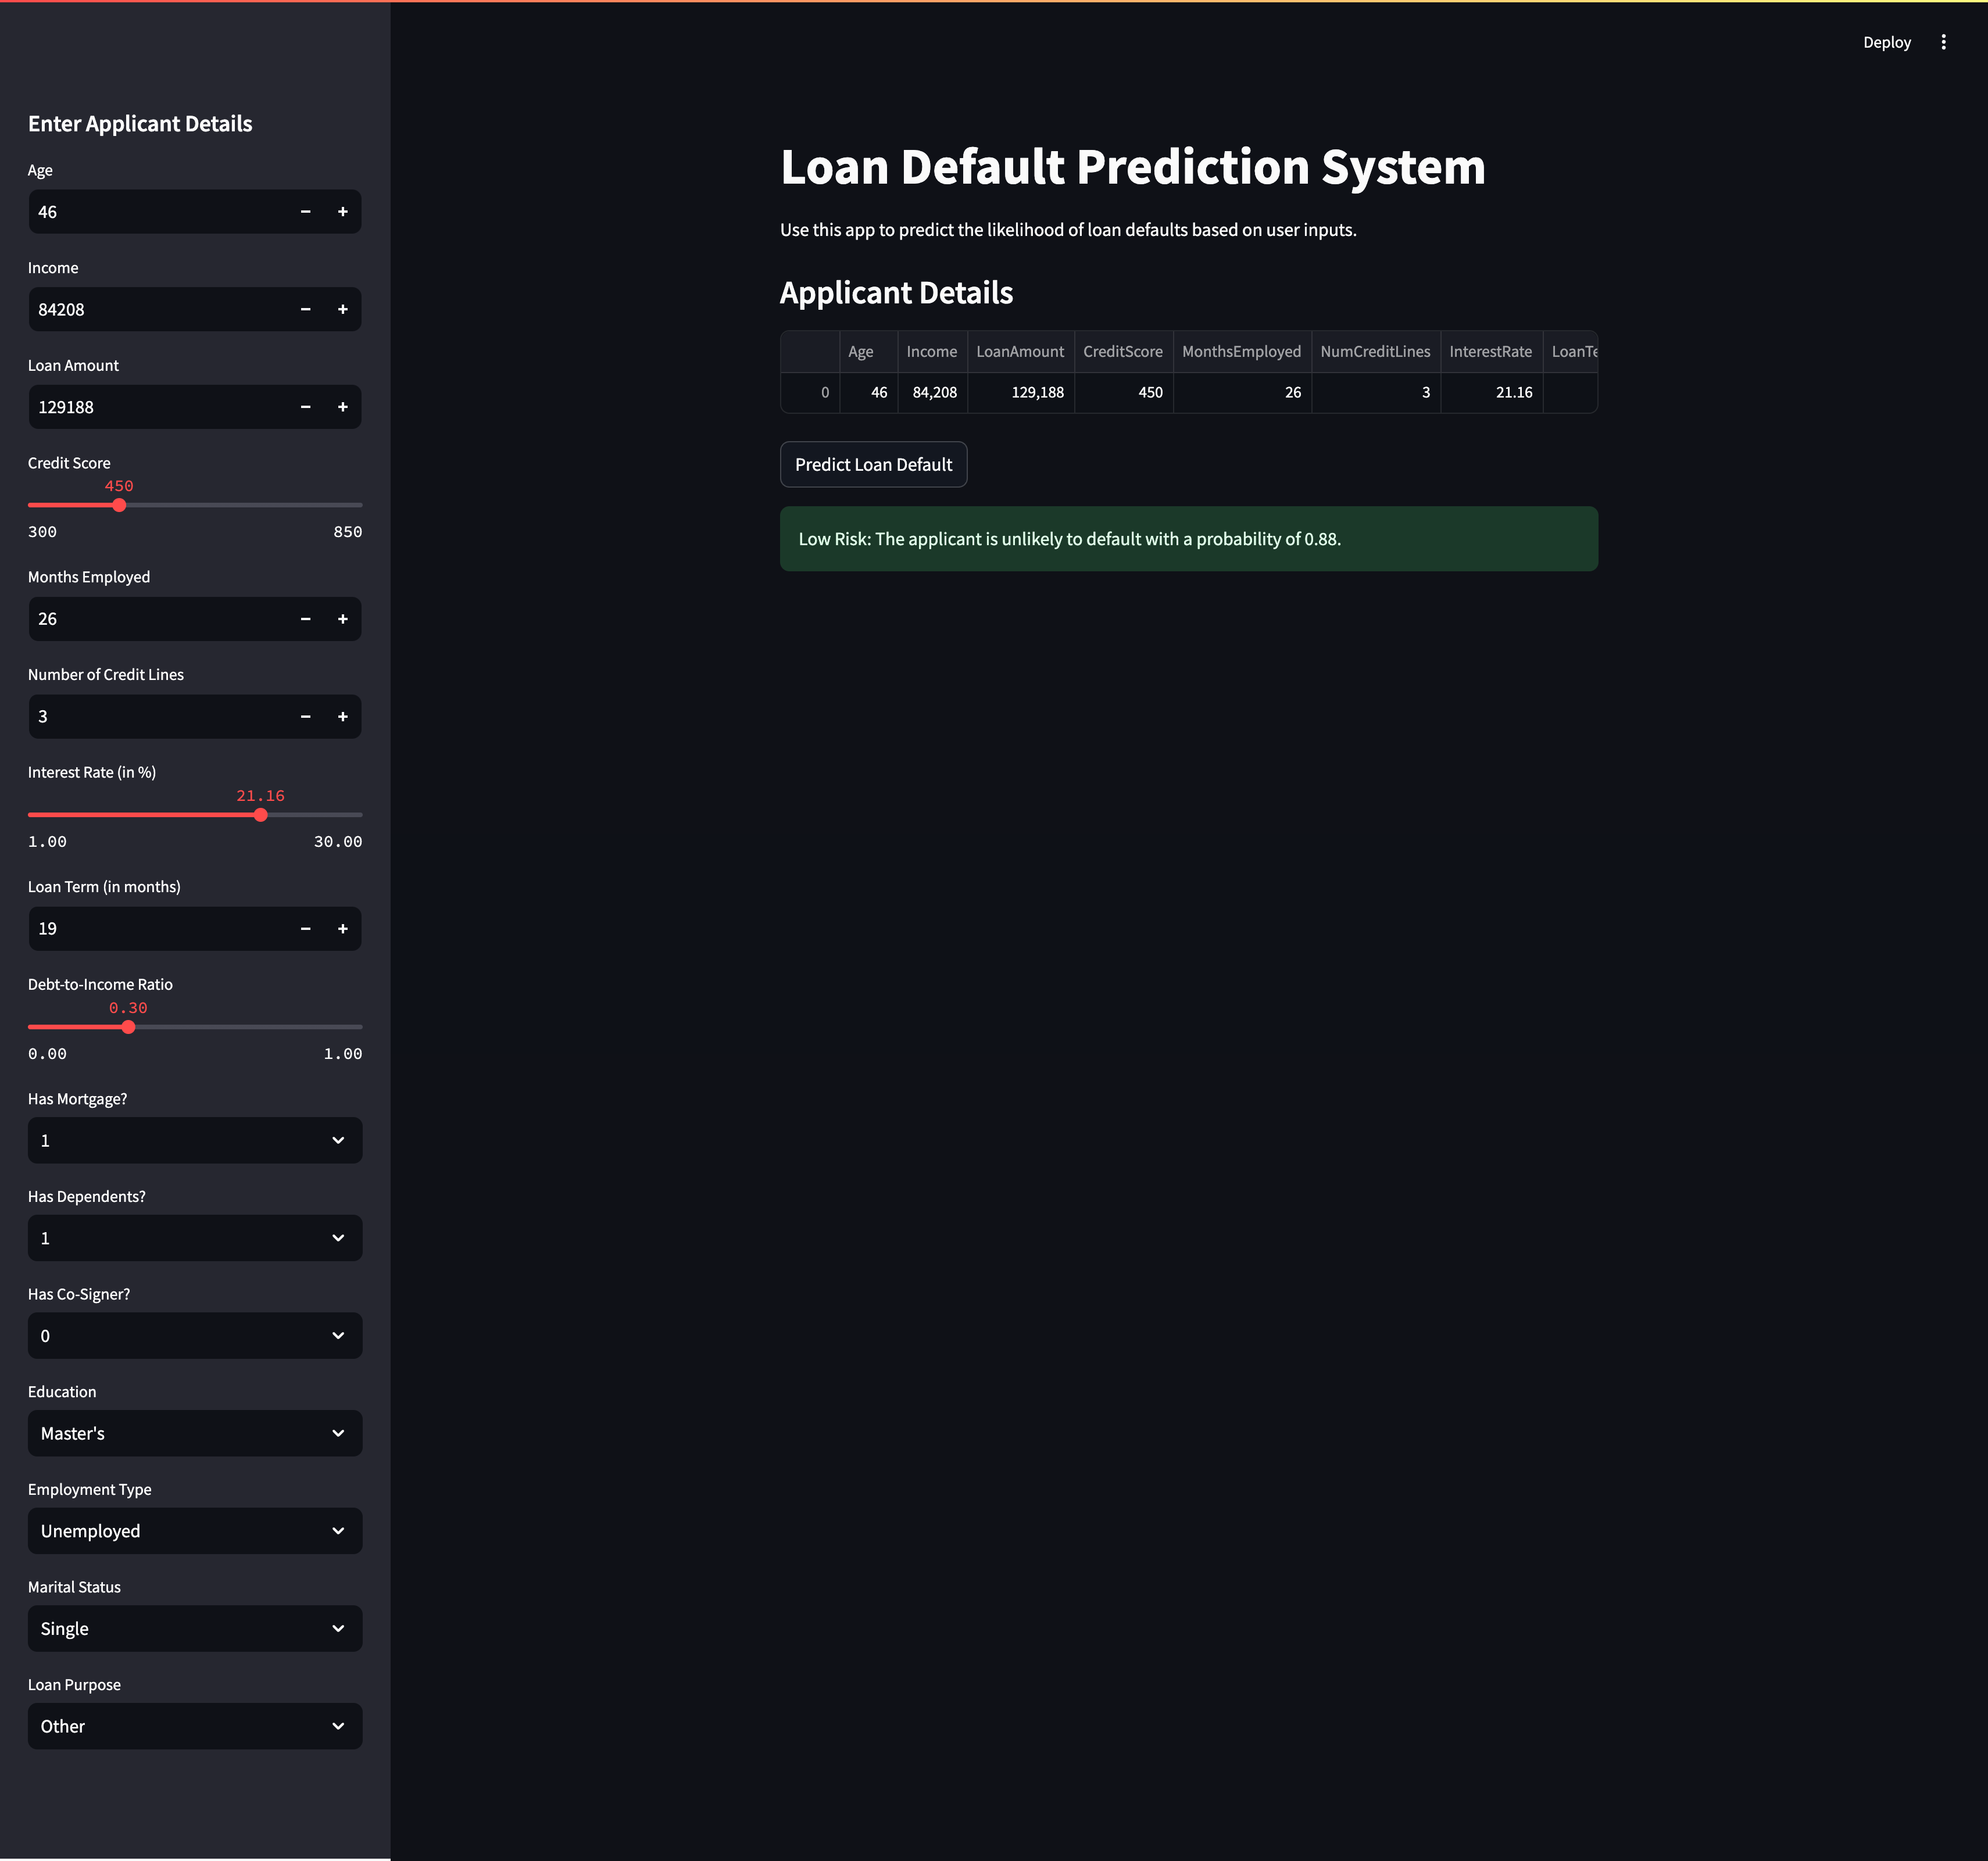 Deploy
Enter Applicant Details
Age
46
Income
84208
Loan Amount
129188
Credit Score
450
300 850
Months Employed
26
Number of Credit Lines
3
Interest Rate (in %)
21.16
1.00 30.00
Loan Term (in months)
19
Debt-to-Income Ratio
0.30
0.00 1.00
Has Mortgage?
1
Has Dependents?
1
Has Co-Signer?
0
Education
Master's
Employment Type
Unemployed
Marital Status
Single
Loan Purpose
Other
Loan Default Prediction System
Use this app to predict the likelihood of loan defaults based on user inputs.
Applicant Details
Age Income LoanAmount CreditScore MonthsEmployed NumCreditLines InterestRate LoanTe
0 46 84,208 129,188 450 26 3 21.16
Predict Loan Default
Low Risk: The applicant is unlikely to default with a probability of 0.88.